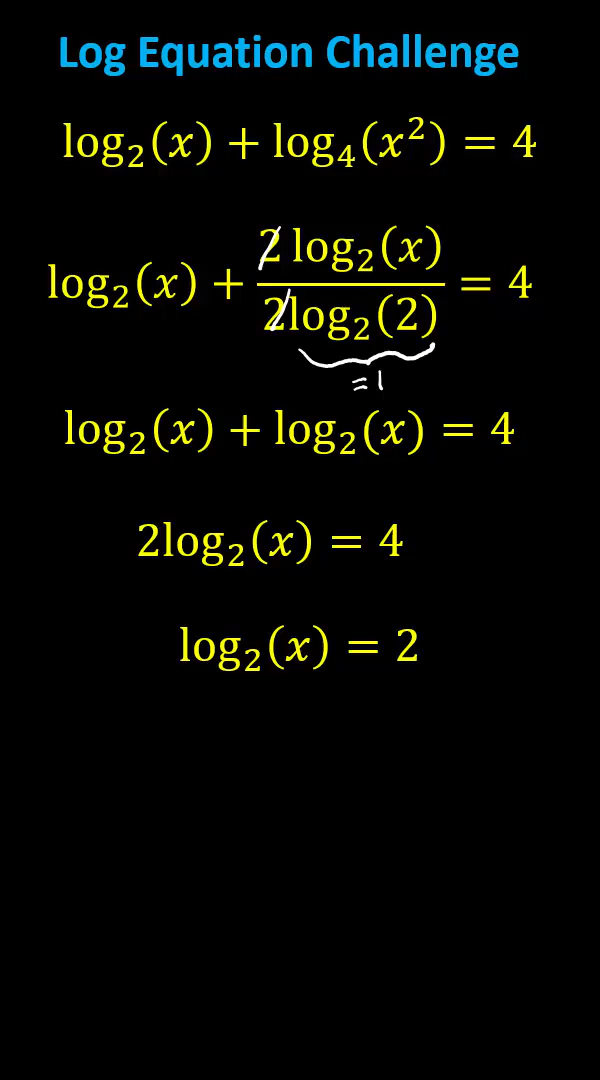 Log Equation Challenge
log₂(x) + log₄(x²) = 4
log₂(x) + 2 log₂(x) / 2log₂(2) = 4
= 1
log₂(x) + log₂(x) = 4
2log₂(x) = 4
log₂(x) = 2